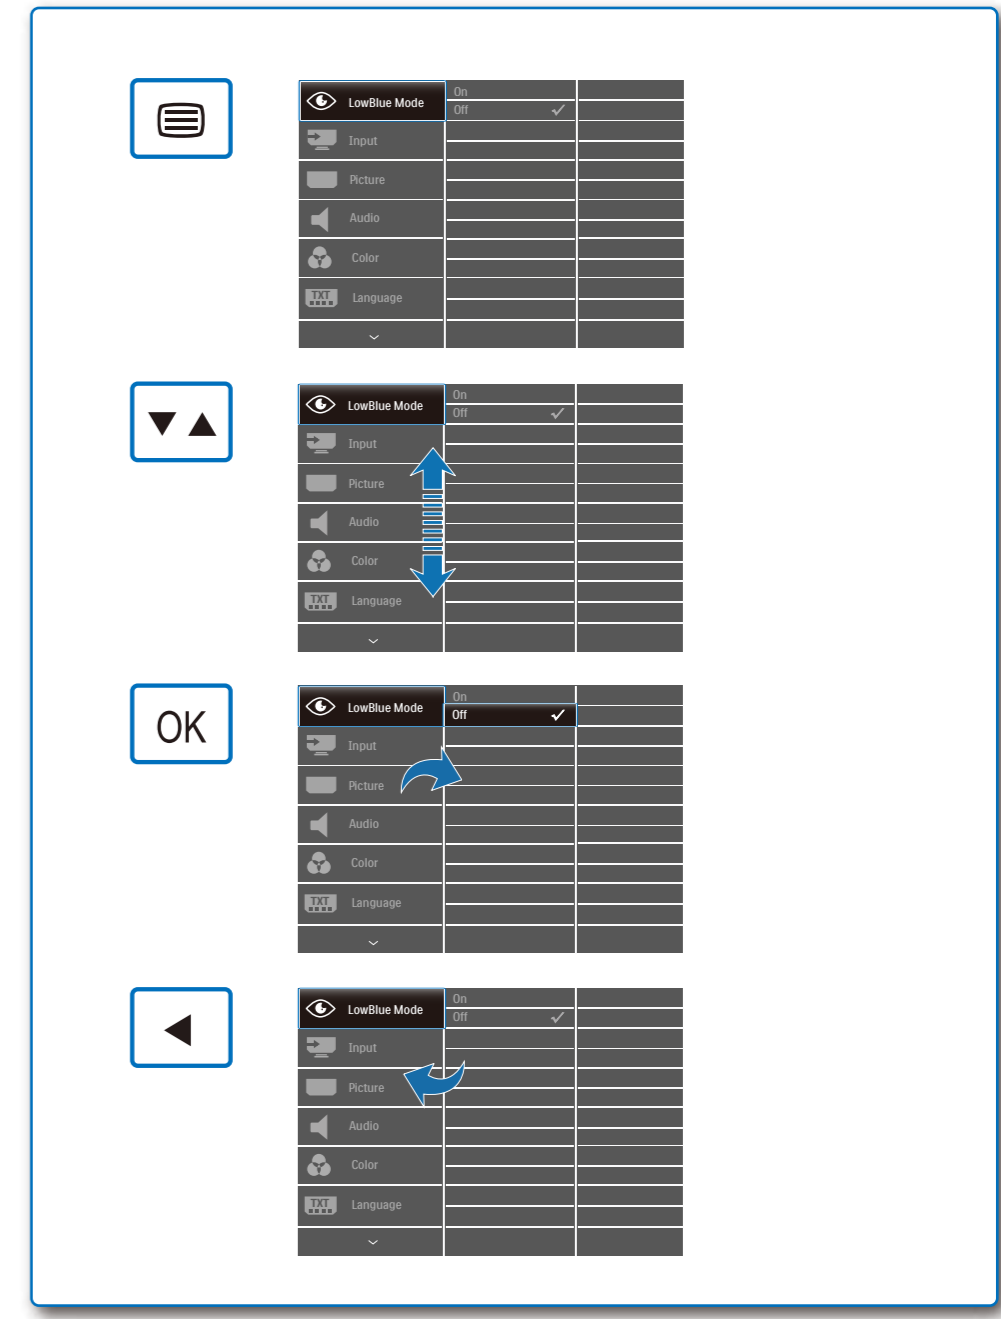 LowBlue Mode
On
Off
Input
Picture
Audio
Color
TXT
Language
LowBlue Mode
On
Off
Input
Picture
Audio
Color
TXT
Language
OK
LowBlue Mode
On
Off
Input
Picture
Audio
Color
TXT
Language
LowBlue Mode
On
Off
Input
Picture
Audio
Color
TXT
Language